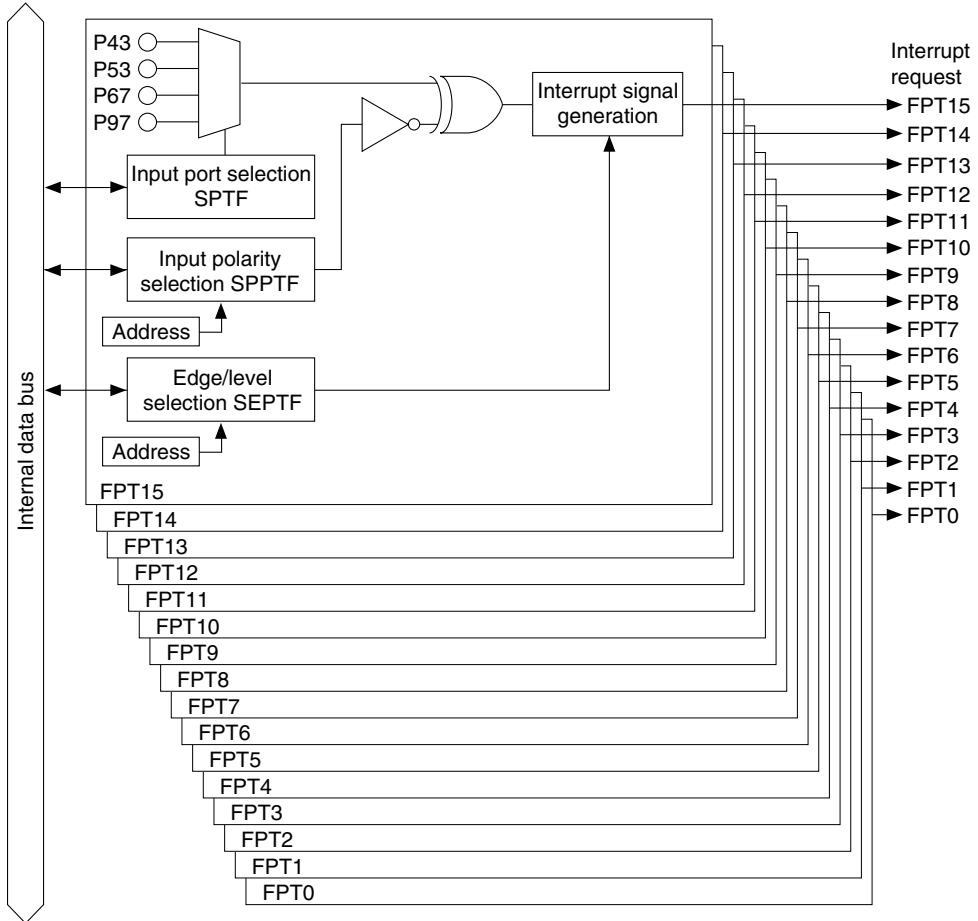 P43
P53
P67
P97
Input port selection
SPTF
Input polarity
selection SPPTF
Address
Edge/level
selection SEPTF
Address
Interrupt signal
generation
Internal data bus
FPT15
FPT14
FPT13
FPT12
FPT11
FPT10
FPT9
FPT8
FPT7
FPT6
FPT5
FPT4
FPT3
FPT2
FPT1
FPT0
Interrupt
request
FPT15
FPT14
FPT13
FPT12
FPT11
FPT10
FPT9
FPT8
FPT7
FPT6
FPT5
FPT4
FPT3
FPT2
FPT1
FPT0